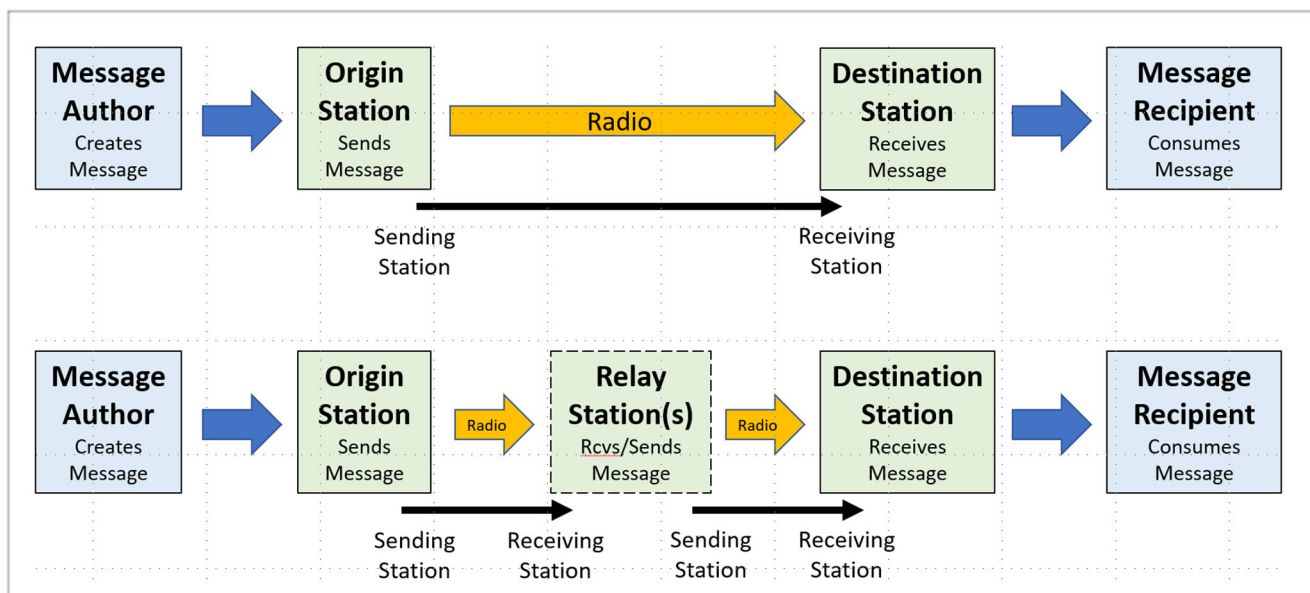 Message
Author
Creates
Message
Origin
Station
Sends
Message
Radio
Destination
Station
Receives
Message
Message
Recipient
Consumes
Message
Sending
Station
Receiving
Station
Message
Author
Creates
Message
Origin
Station
Sends
Message
Radio
Relay
Station(s)
Rcvs/Sends
Message
Radio
Destination
Station
Receives
Message
Message
Recipient
Consumes
Message
Sending
Station
Receiving
Station
Sending
Station
Receiving
Station